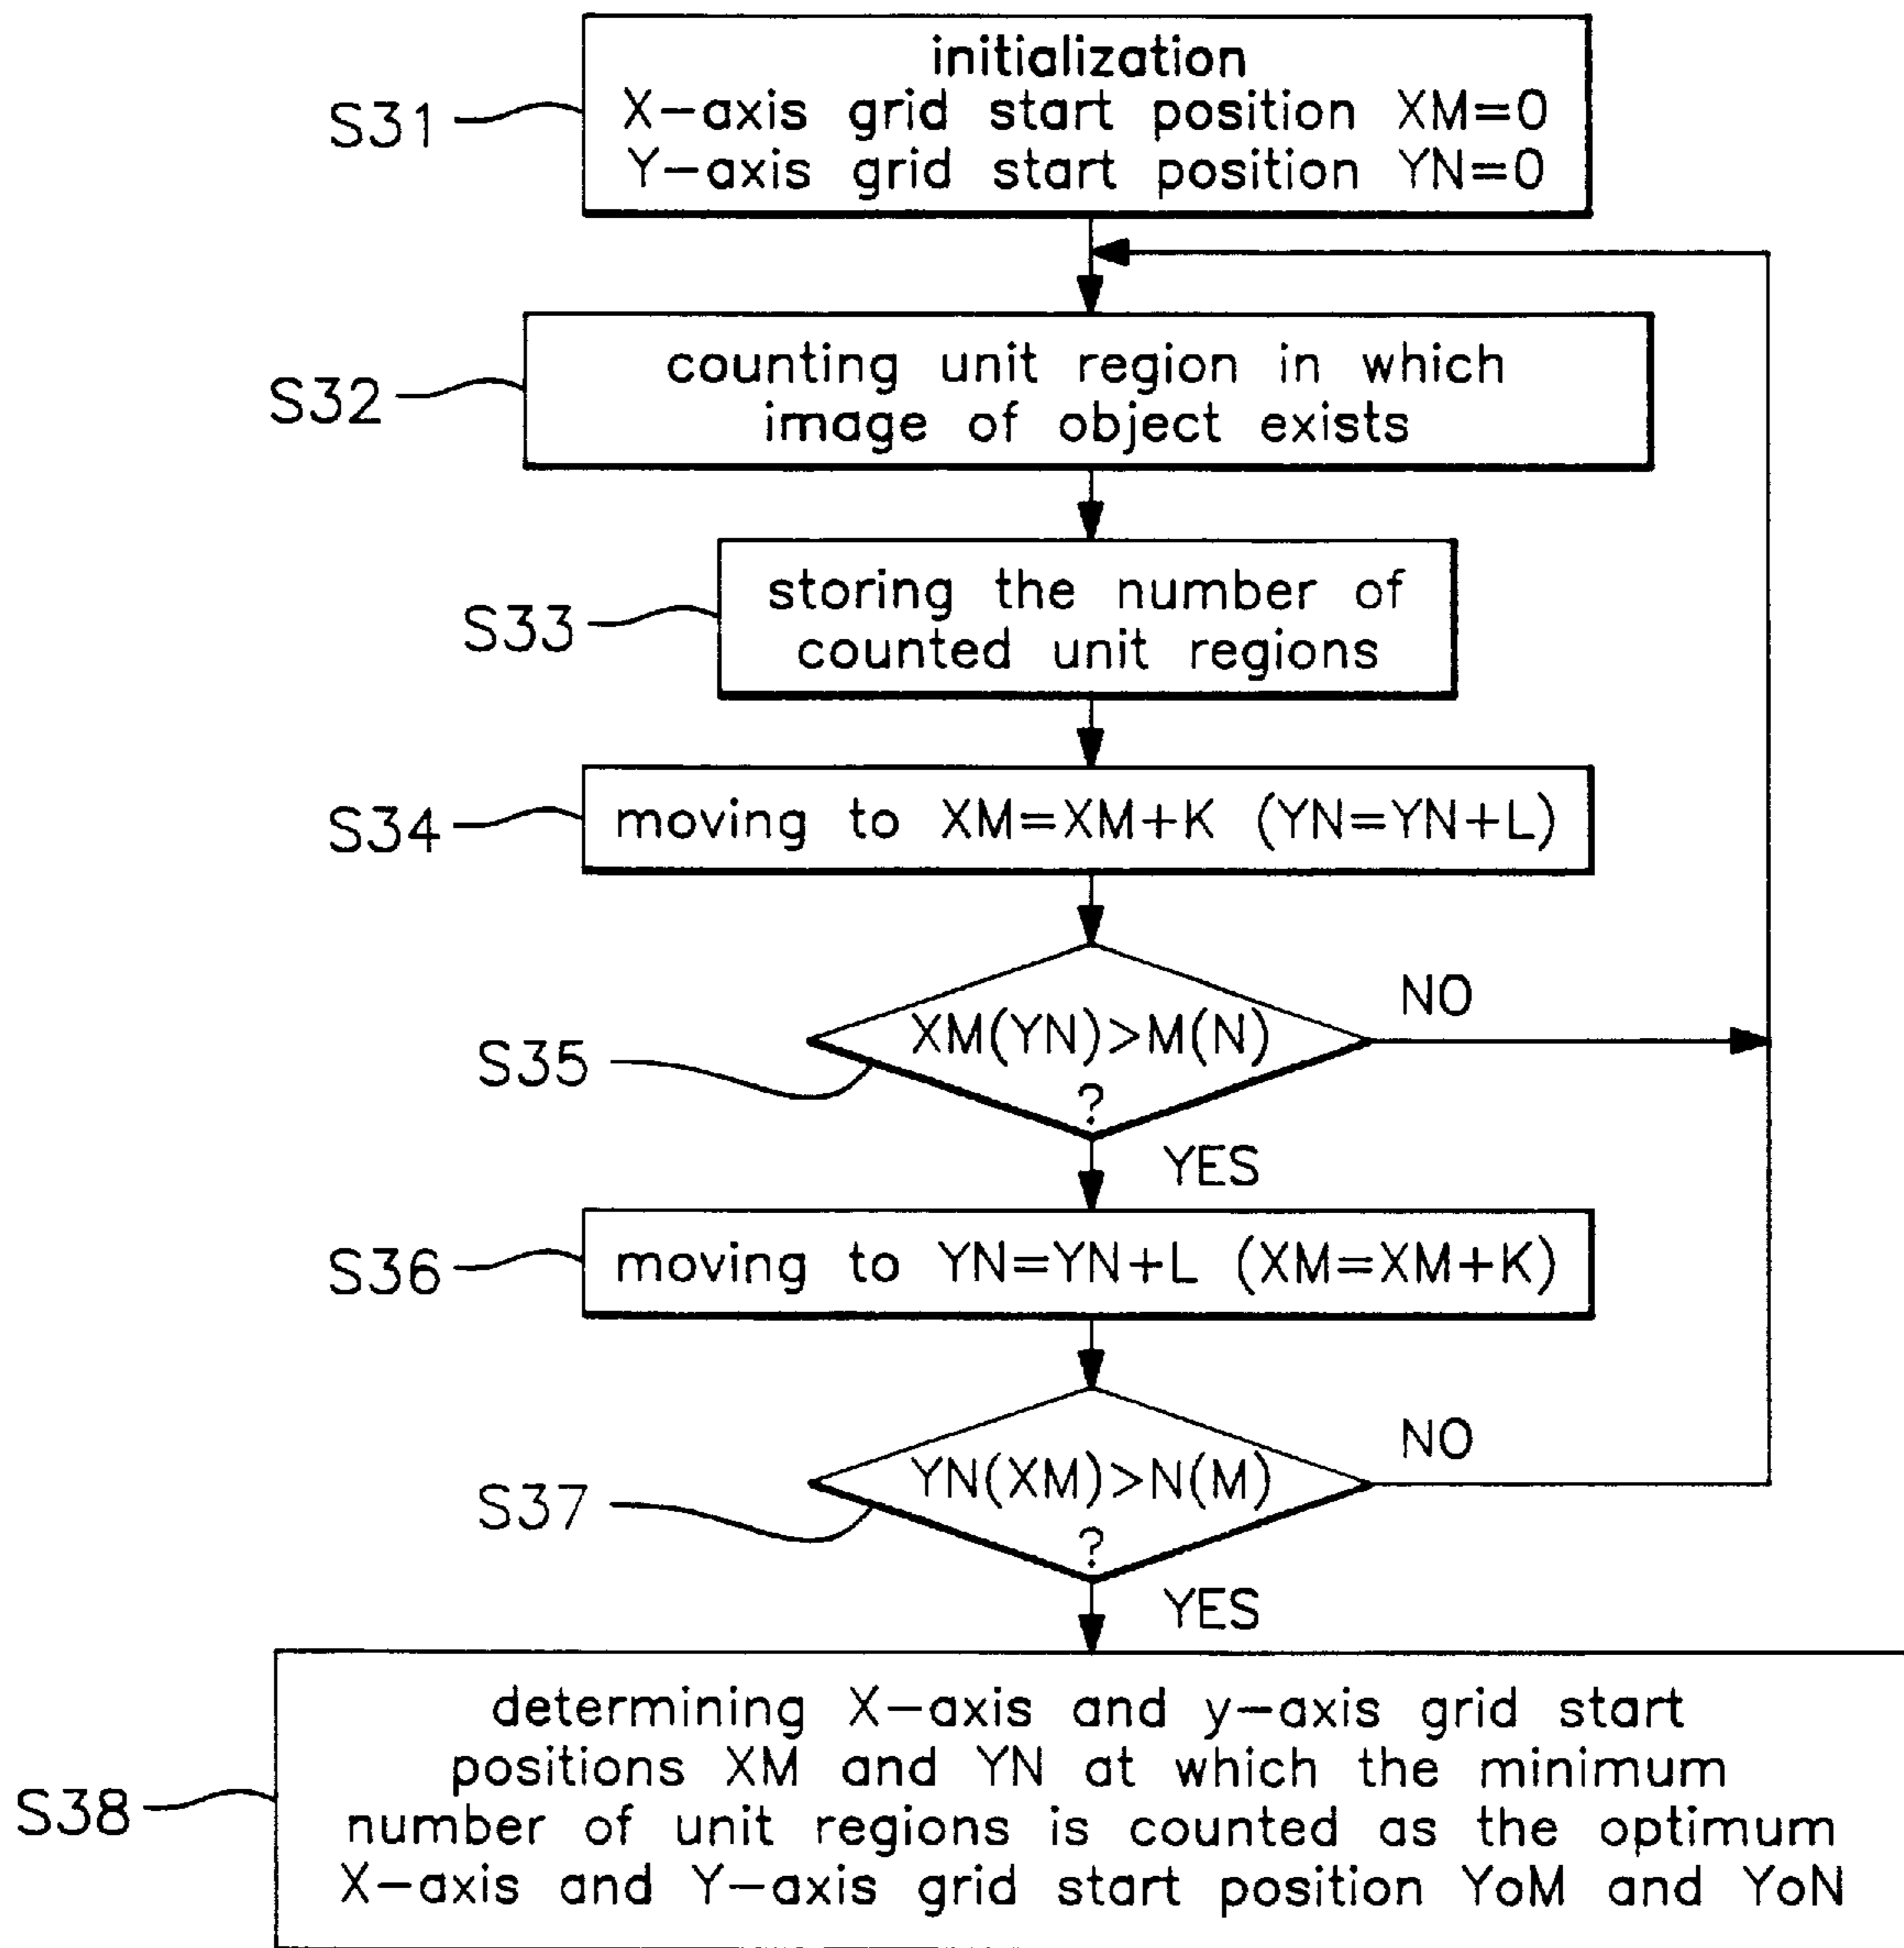 initialization
S31
X-axis grid start position XM=0
Y-axis grid start position YN=0
S32
counting unit region in which
image of object exists
S33
storing the number of
counted unit regions
S34
moving to XM=XM+K (YN=YN+L)
S35
XM(YN)>M(N)
?
NO
YES
S36
moving to YN=YN+L (XM=XM+K)
S37
YN(XM)>N(M)
?
NO
YES
S38
determining X-axis and y-axis grid start
positions XM and YN at which the minimum
number of unit regions is counted as the optimum
X-axis and Y-axis grid start position YoM and YoN